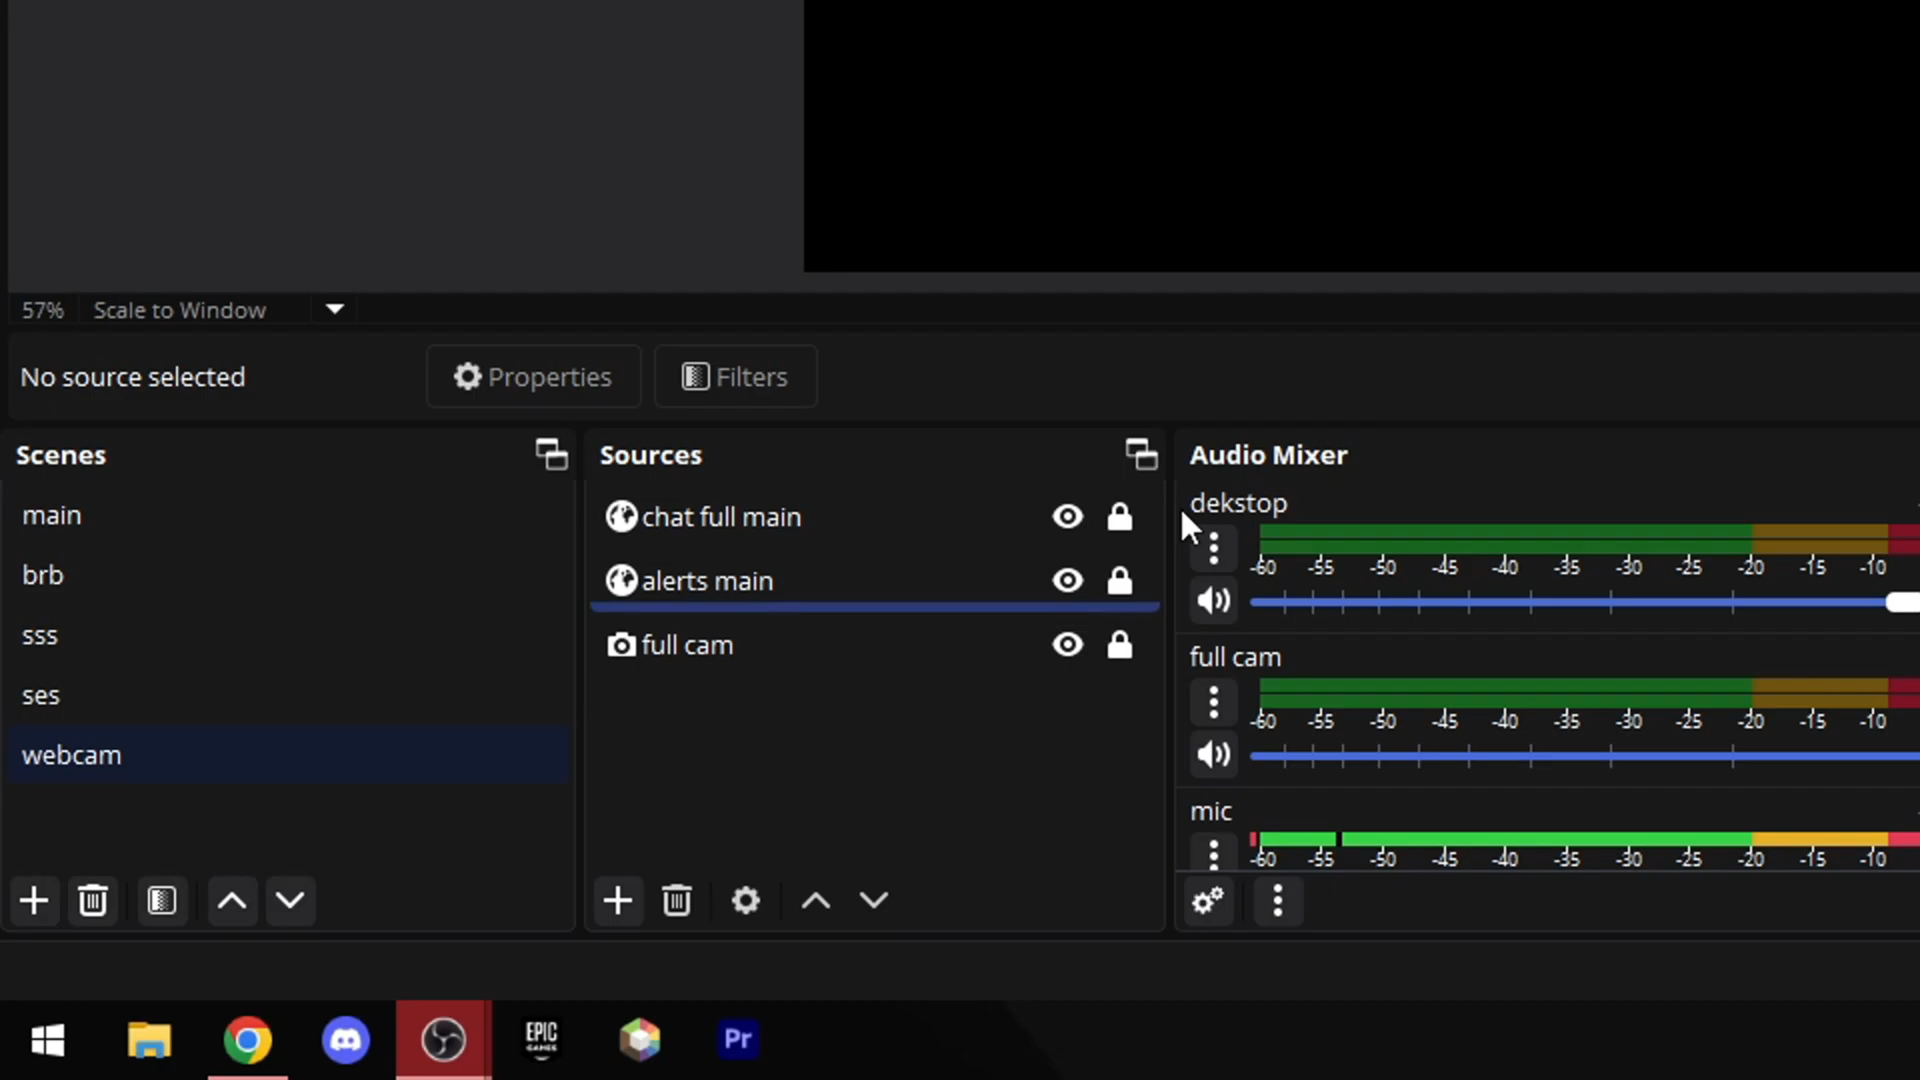 57% Scale to Window
No source selected Properties Filters
Scenes
main
brb
sss
ses
webcam
Sources
chat full main
alerts main
full cam
Audio Mixer
dekstop
-60 -55 -50 -45 -40 -35 -30 -25 -20 -15 -10
full cam
-60 -55 -50 -45 -40 -35 -30 -25 -20 -15 -10
mic
-60 -55 -50 -45 -40 -35 -30 -25 -20 -15 -10
EPIC
GAMES
Pr